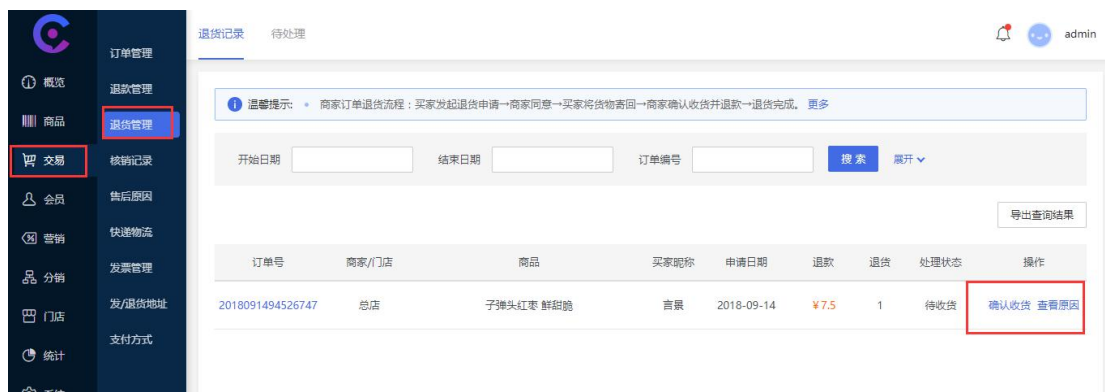 退货记录 待处理 admin
订单管理
概览
退款管理
温馨提示: • 商家订单退货流程：买家发起退货申请→商家同意→买家将货物寄回→商家确认收货并退款→退货完成。 更多
商品
退货管理
交易
核销记录
开始日期 结束日期 订单编号 搜索 展开
会员
售后原因
营销
快递物流
导出查询结果
分销
发票管理
订单号 商家/门店 商品 买家昵称 申请日期 退款 退货 处理状态 操作
门店
发/退货地址
2018091494526747 总店 子弹头红枣 鲜甜脆 言景 2018-09-14 ¥7.5 1 待收货 确认收货 查看原因
统计
支付方式